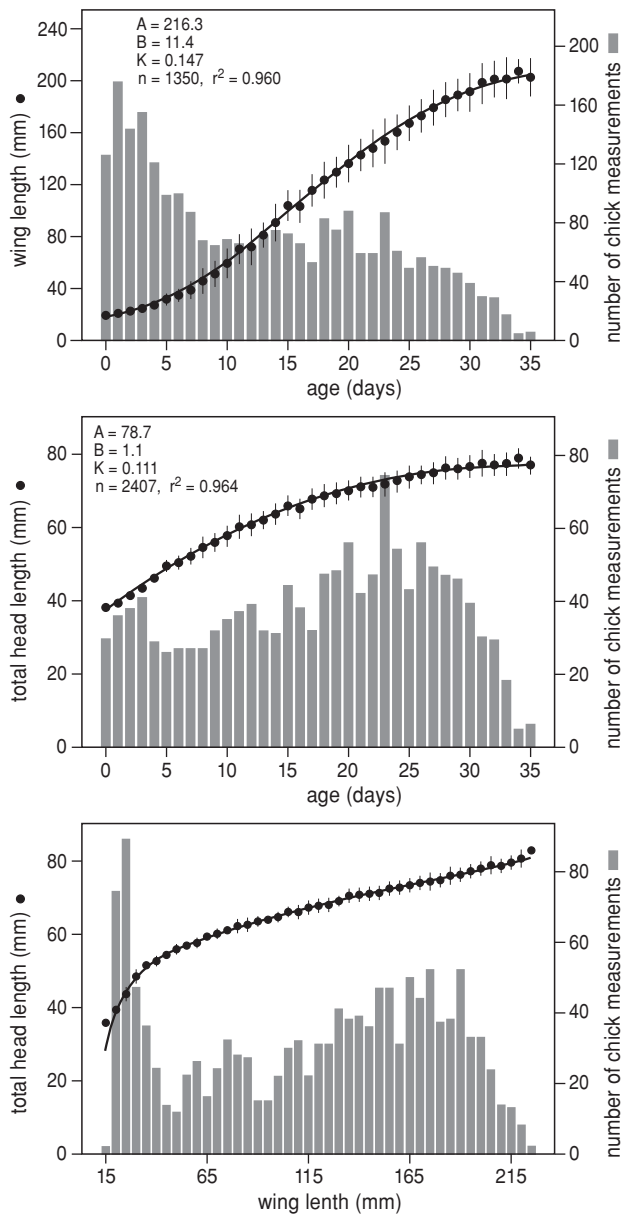 A = 216.3
B = 11.4
K = 0.147
n = 1350, r² = 0.960
wing length (mm)
240
200
160
120
80
40
0
number of chick measurements
200
160
120
80
40
0
0 5 10 15 20 25 30 35
age (days)
A = 78.7
B = 1.1
K = 0.111
n = 2407, r² = 0.964
total head length (mm)
80
60
40
20
0
number of chick measurements
80
60
40
20
0
0 5 10 15 20 25 30 35
age (days)
total head length (mm)
80
60
40
20
0
number of chick measurements
80
60
40
20
0
15 65 115 165 215
wing lenth (mm)